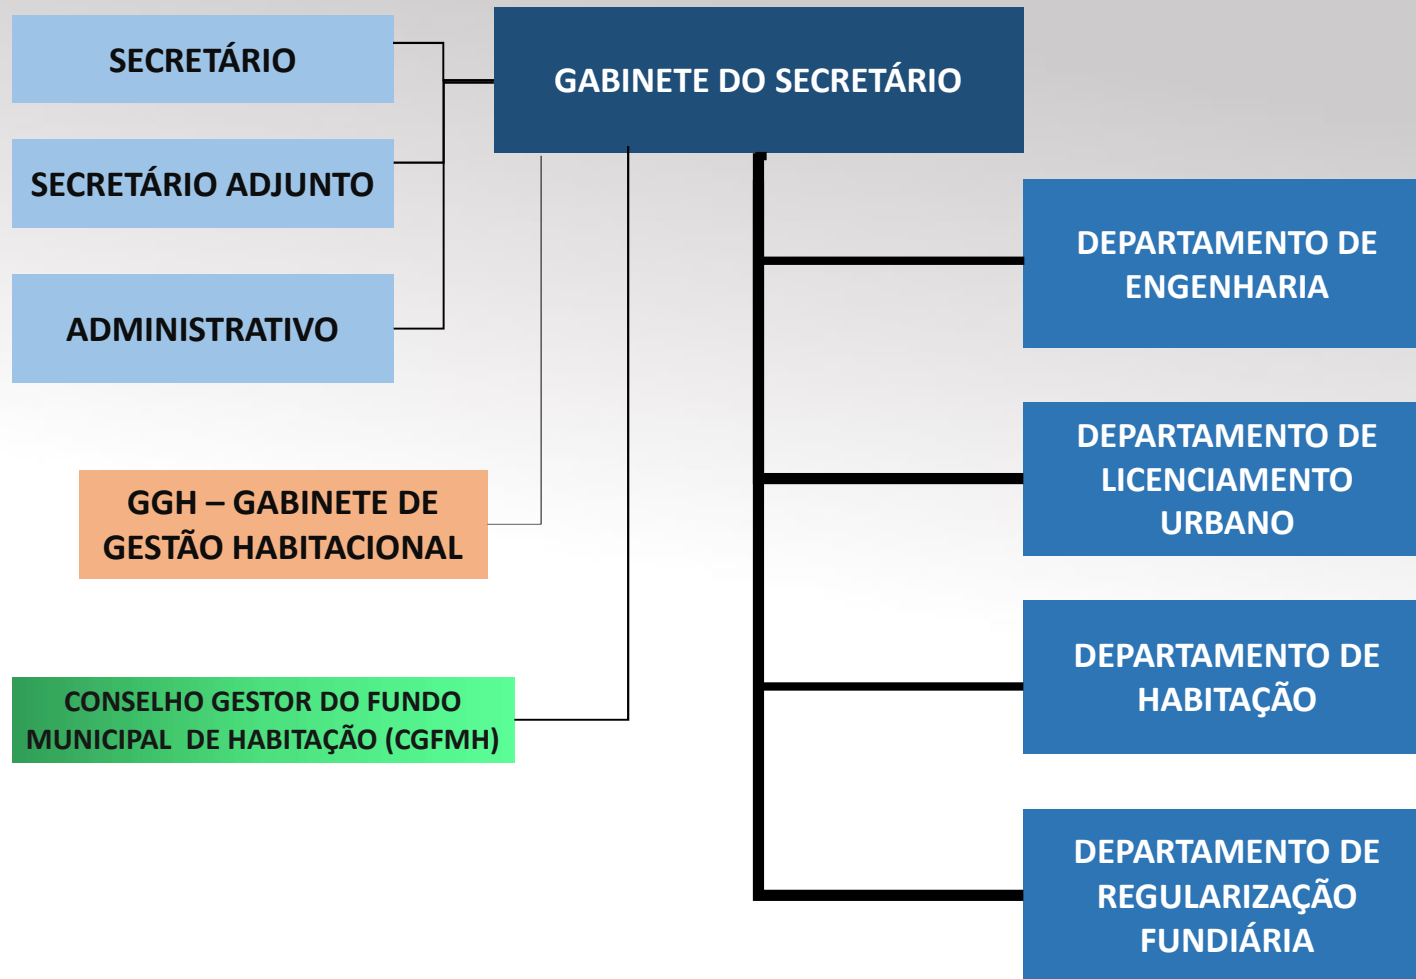 SECRETÁRIO
GABINETE DO SECRETÁRIO
SECRETÁRIO ADJUNTO
ADMINISTRATIVO
GGH – GABINETE DE
GESTÃO HABITACIONAL
CONSELHO GESTOR DO FUNDO
MUNICIPAL  DE HABITAÇÃO (CGFMH)
DEPARTAMENTO DE
ENGENHARIA
DEPARTAMENTO DE
LICENCIAMENTO
URBANO
DEPARTAMENTO DE
HABITAÇÃO
DEPARTAMENTO DE
REGULARIZAÇÃO
FUNDIÁRIA